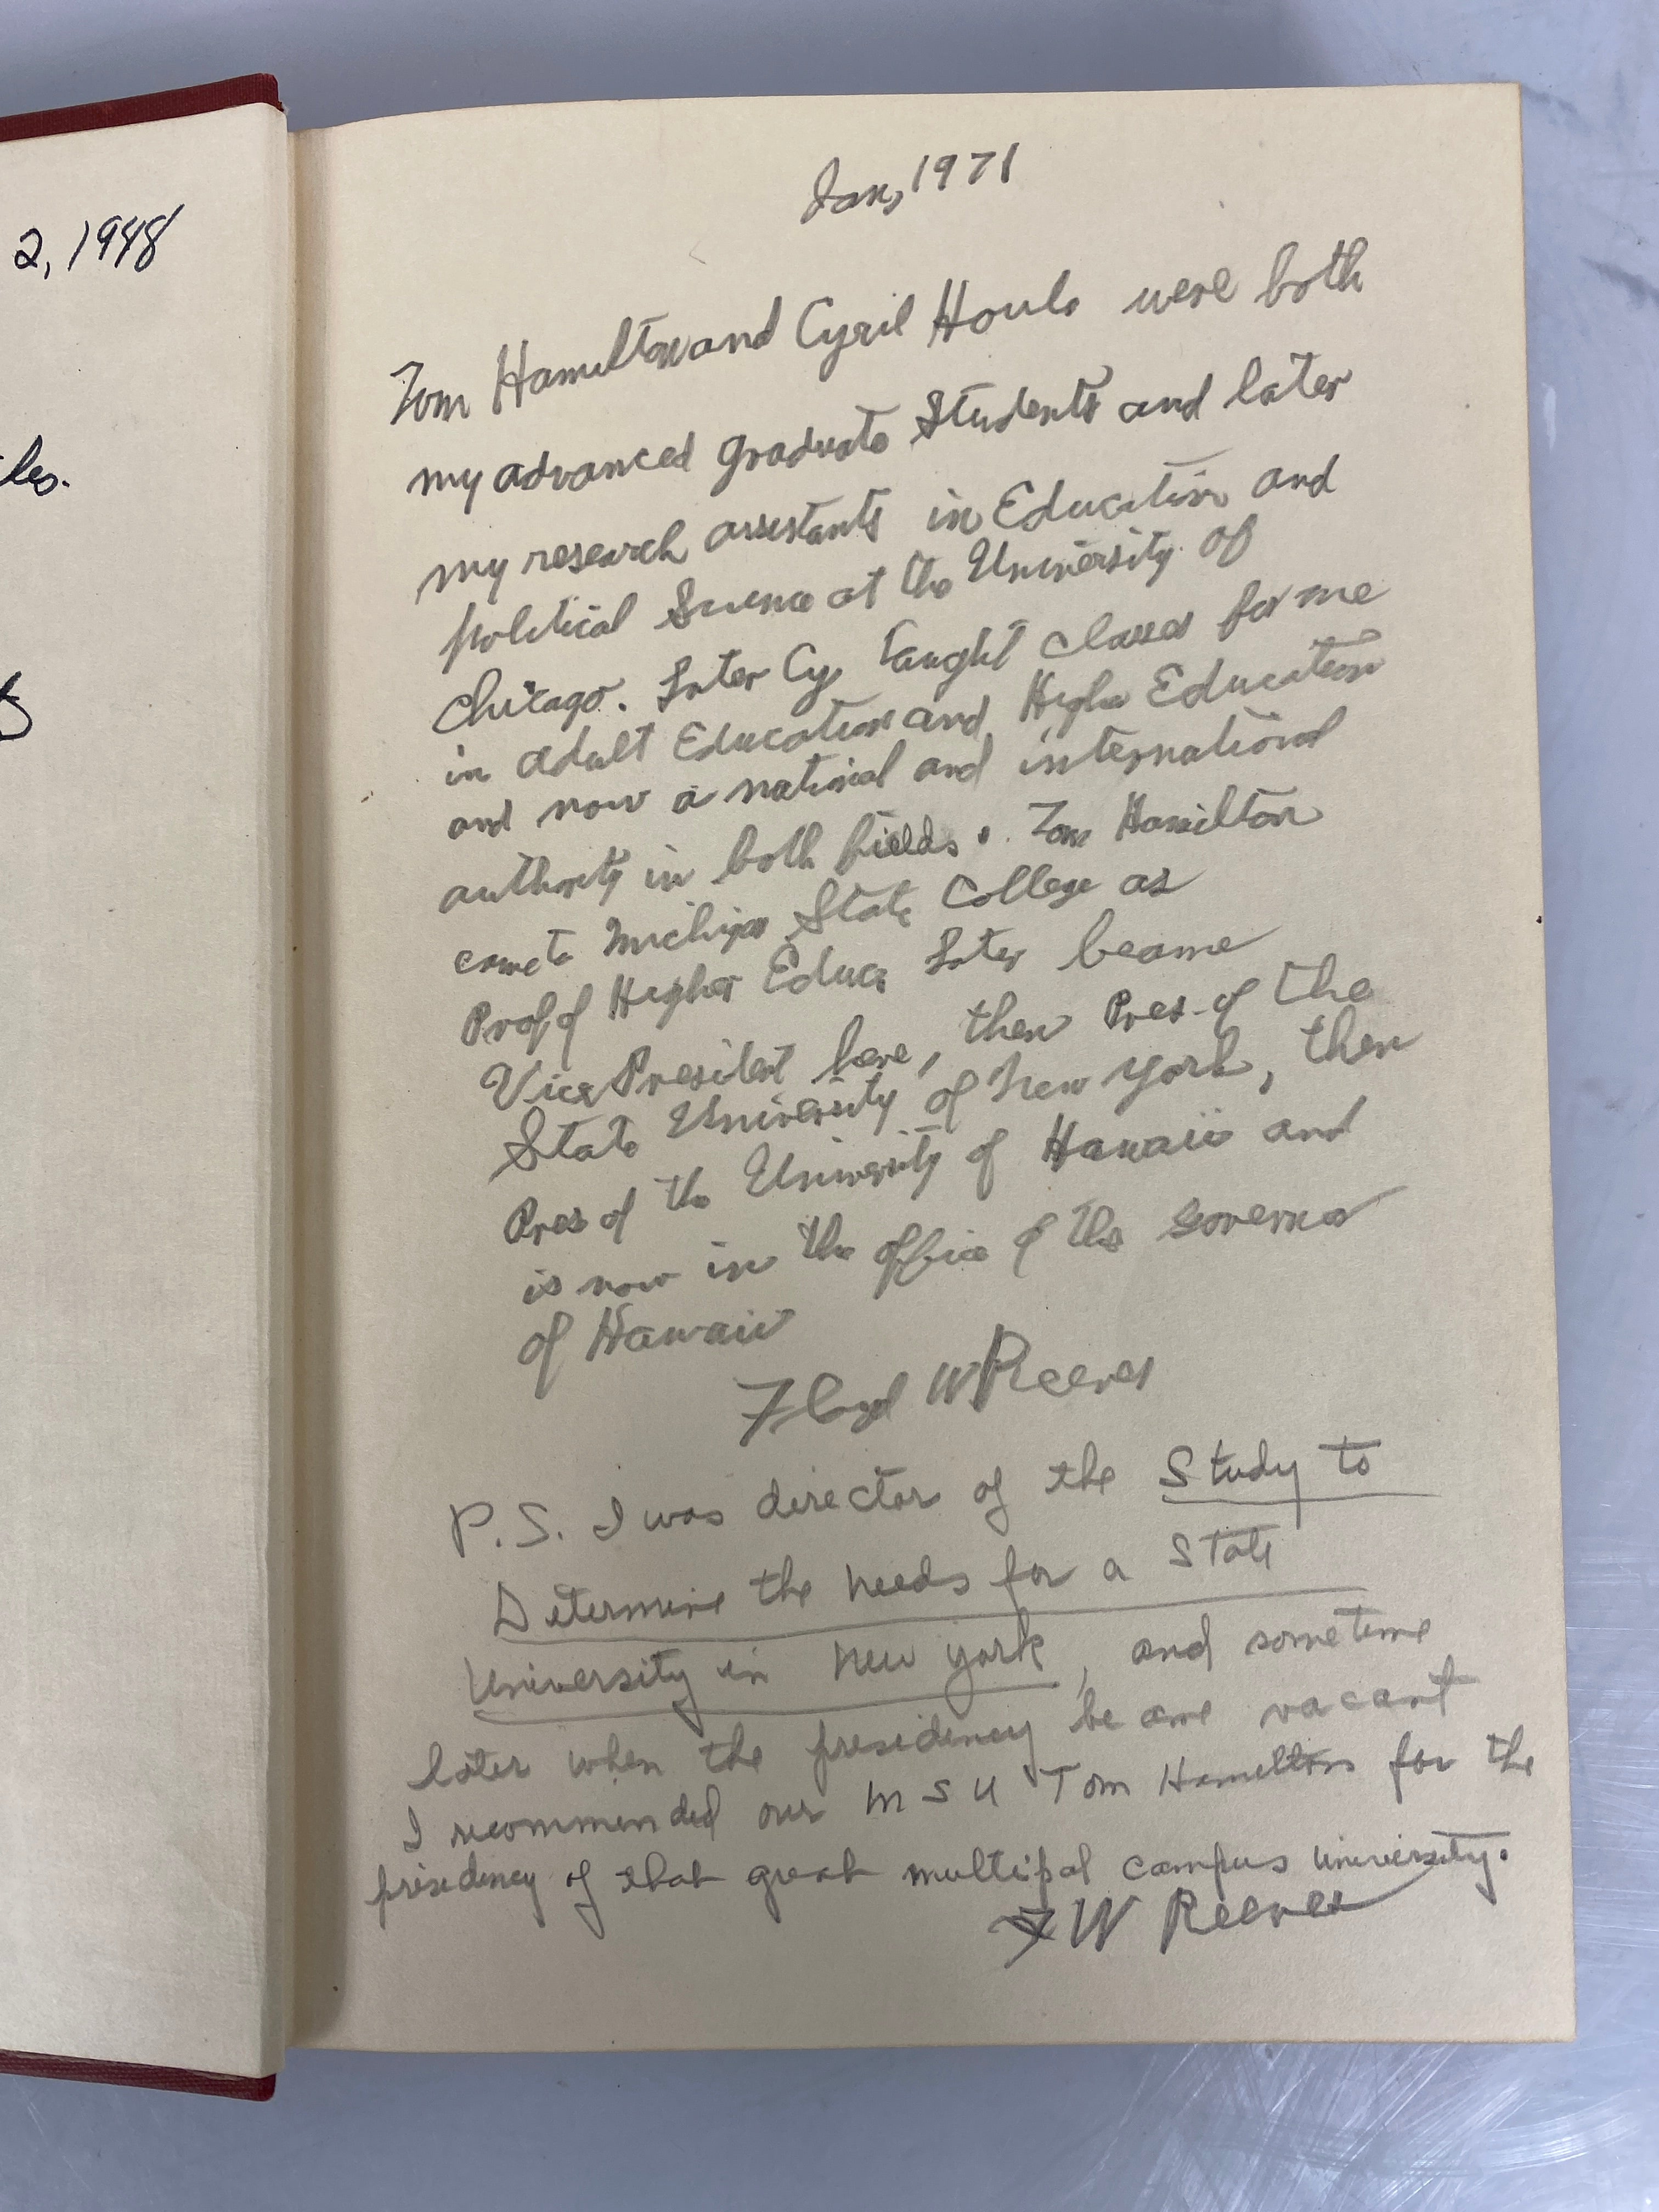 2, 1948
Jan, 1971
Tom Hamilton and Cyril Houle were both
my advanced graduate students and later
my research assistants in Education and
Political Science at the University of
Chicago. Later Cy taught classes for me
in adult Education and Higher Education
and now a national and international
authority in both fields. Tom Hamilton
came to Michigan State College as
Prof of Higher Educ. Later became
Vice President here, then Pres. of the
State University of New York, then
Pres of the University of Hawaii and
is now in the office of the Governor
of Hawaii
Floyd W Reeves
P.S. I was director of the Study to
Determine the needs for a State
University in New York, and sometime
later when the presidency became vacant
I recommended our MSU Tom Hamilton for the
presidency of that great multipal campus university.
F W Reeves